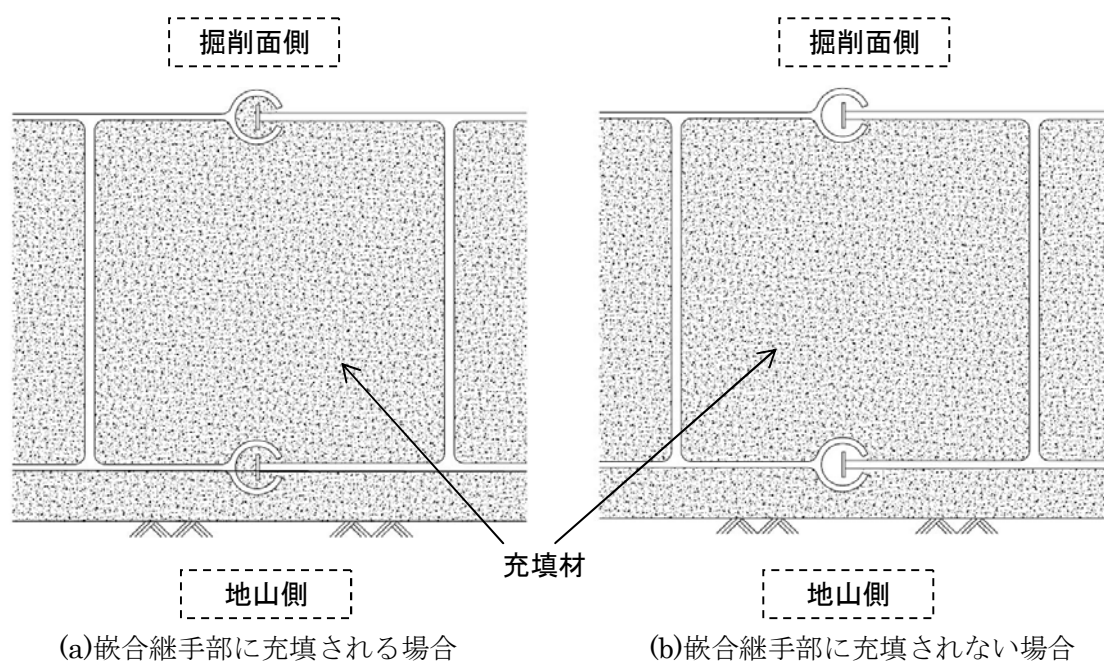 掘削面側
掘削面側
充填材
地山側
地山側
(a)嵌合継手部に充填される場合
(b)嵌合継手部に充填されない場合